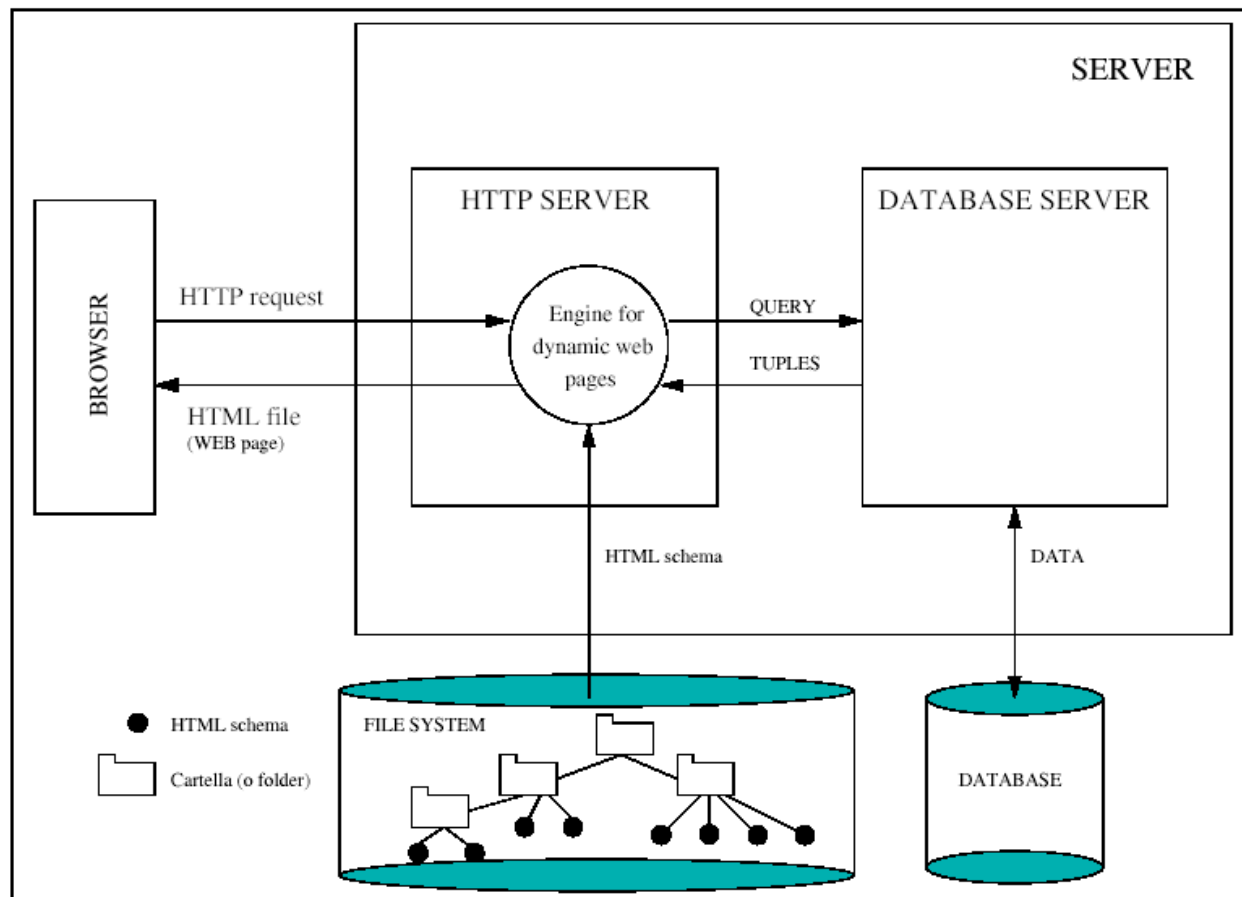 SERVER
HTTP SERVER
DATABASE SERVER
BROWSER
HTTP request
Engine for
dynamic web
pages
QUERY
TUPLES
HTML file
(WEB page)
HTML schema
DATA
HTML schema
Cartella (o folder)
FILE SYSTEM
DATABASE